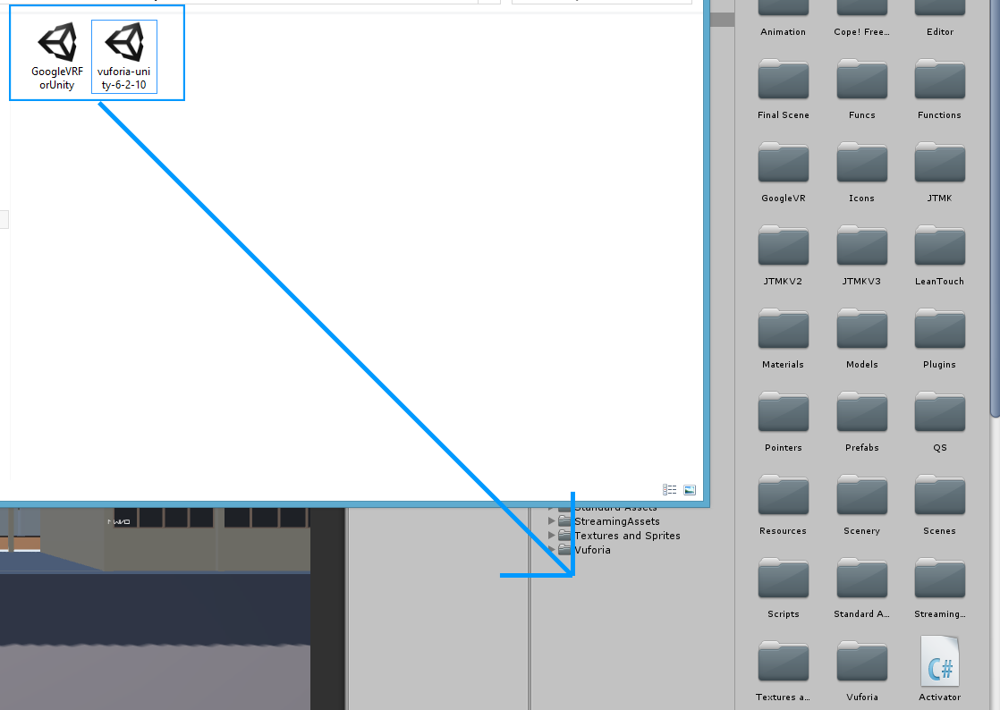 GoogleVRF
orUnity
vuforia-uni
ty-6-2-10
Animation
Cope! Free...
Editor
Final Scene
Funcs
Functions
GoogleVR
Icons
JTMK
JTMKV2
JTMKV3
LeanTouch
Materials
Models
Plugins
Pointers
Prefabs
QS
Resources
Scenery
Scenes
Scripts
Standard A...
Streaming...
Textures a...
Vuforia
Activator
C#
Standard Assets
StreamingAssets
Textures and Sprites
Vuforia